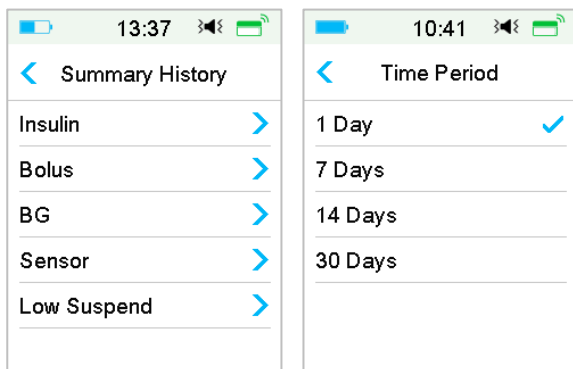 13:37
Summary History
Insulin
Bolus
BG
Sensor
Low Suspend
10:41
Time Period
1 Day
7 Days
14 Days
30 Days